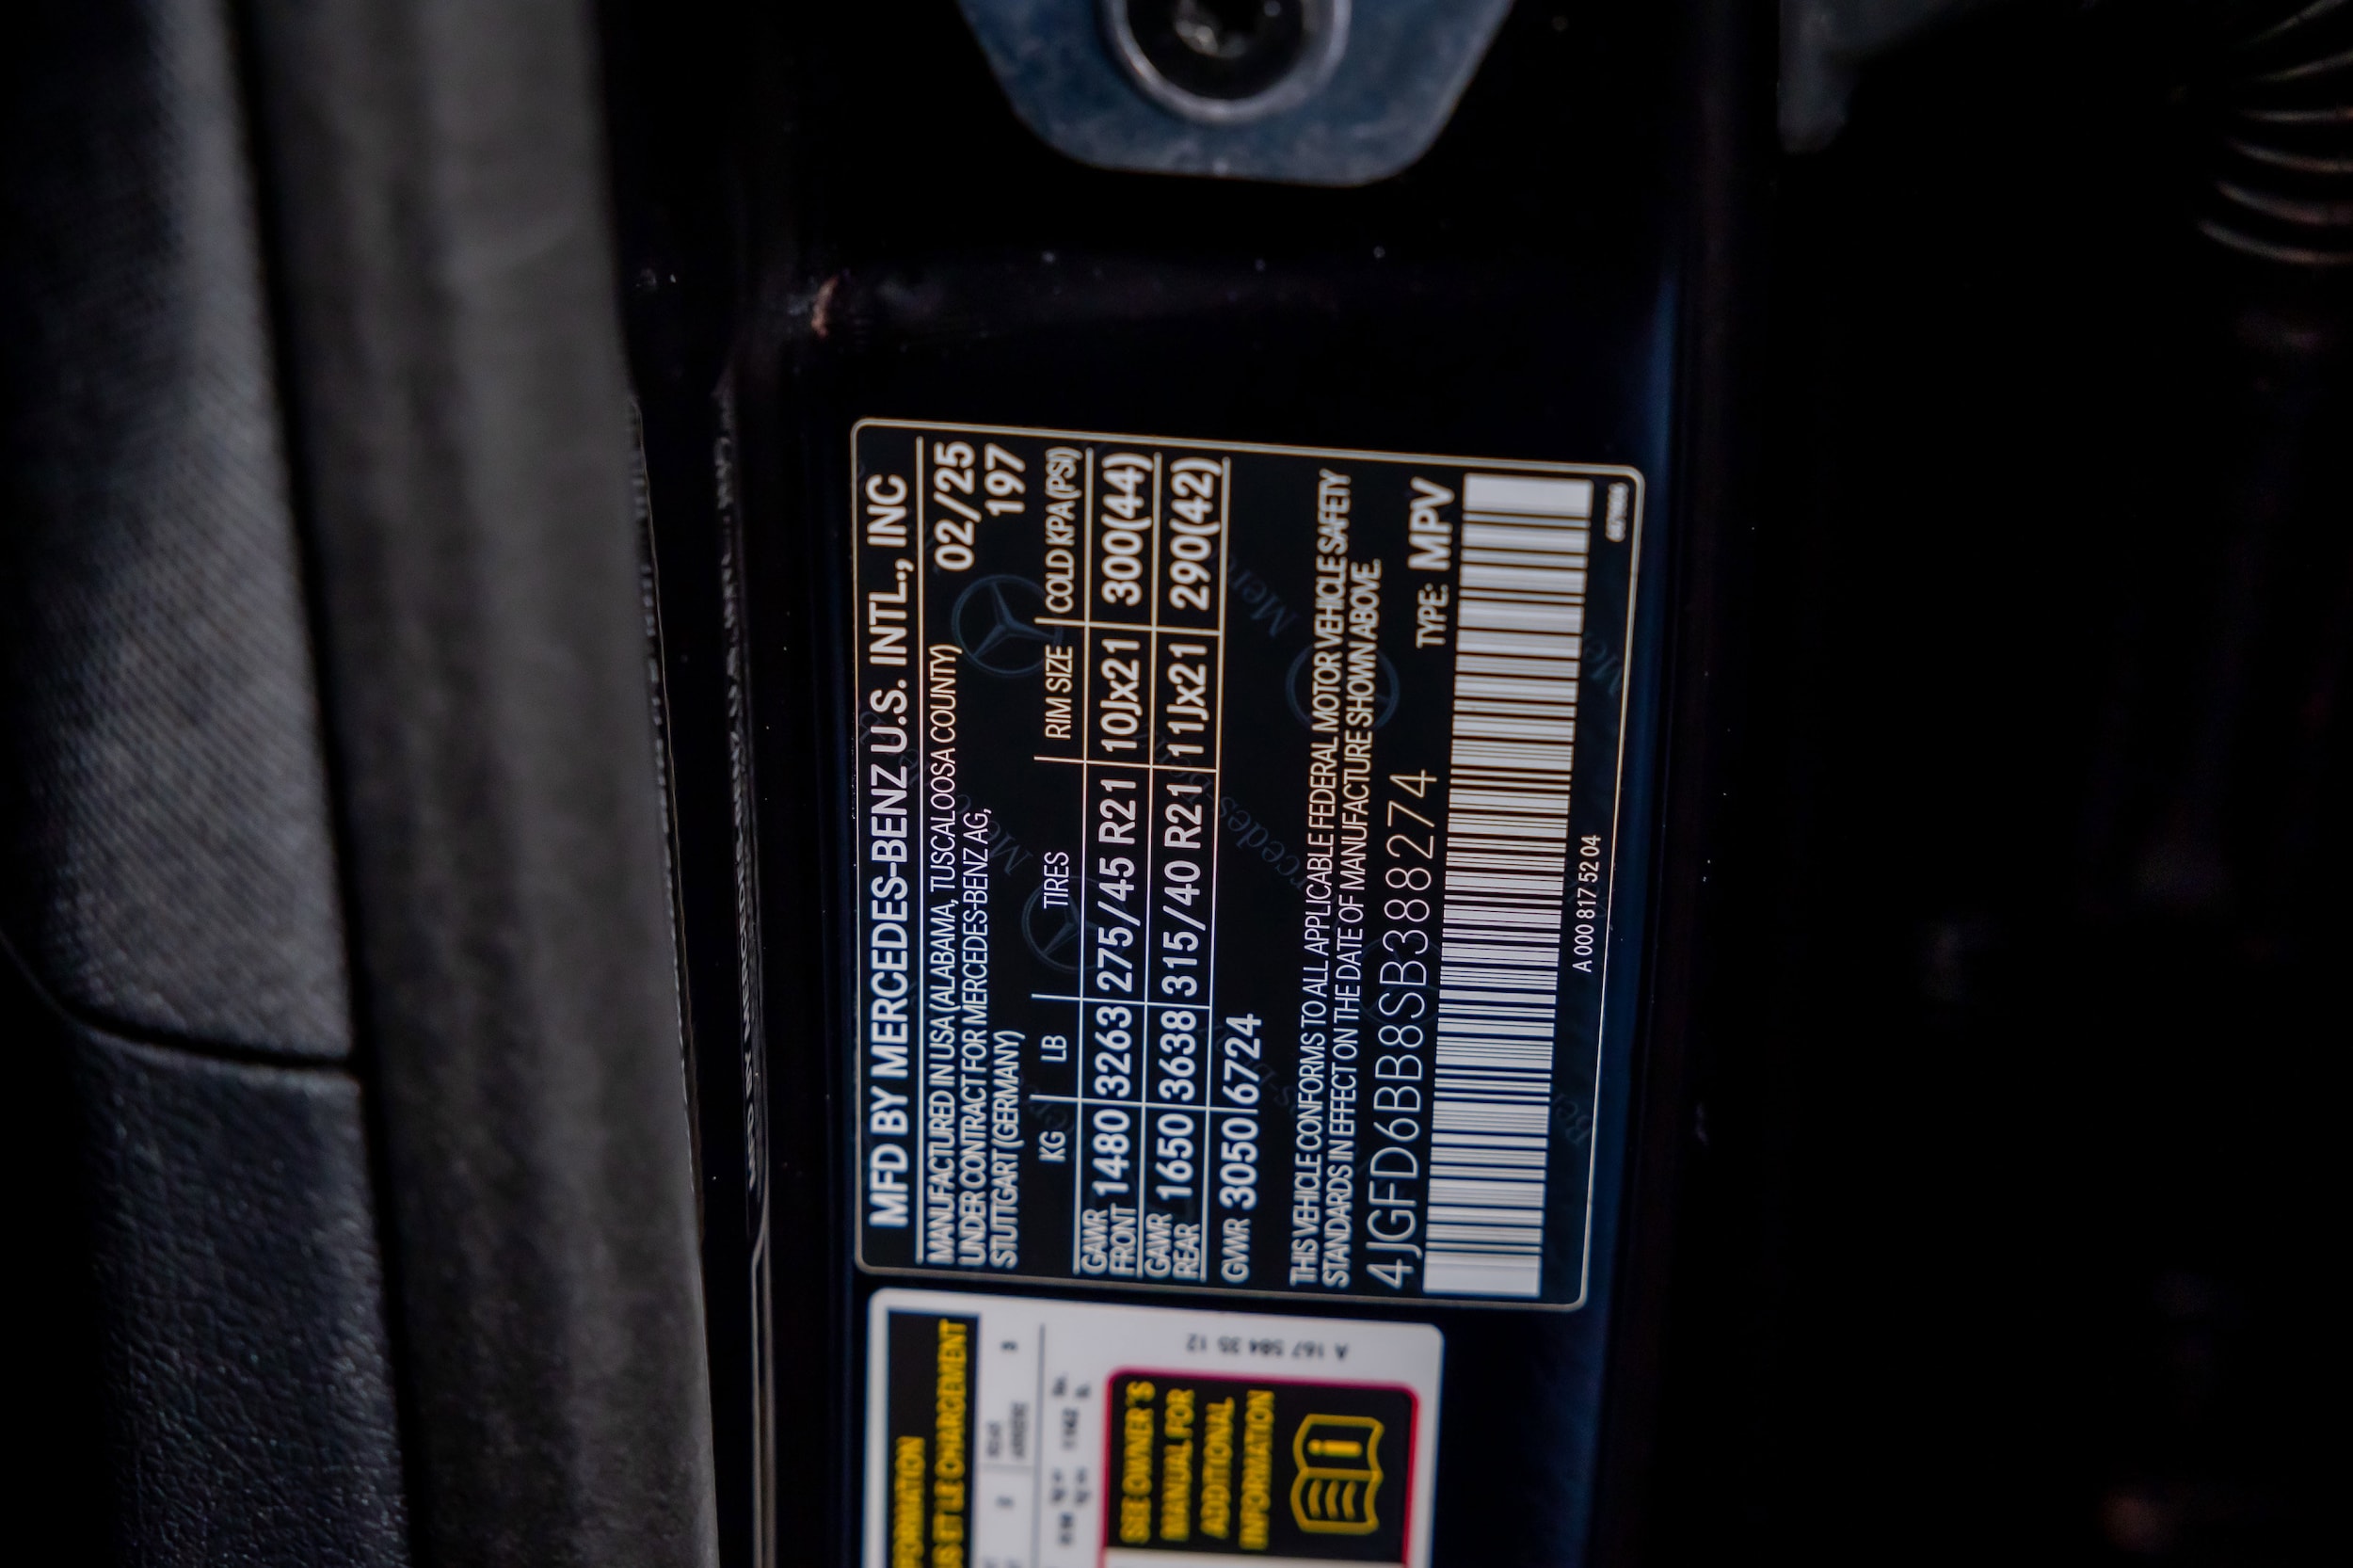 MFD BY MERCEDES-BENZ U.S. INTL., INC
MANUFACTURED IN USA (ALABAMA, TUSCALOOSA COUNTY) 02/25
UNDER CONTRACT FOR MERCEDES-BENZ AG, 197
STUTTGART (GERMANY)
KG LB TIRES RIM SIZE COLD KPA (PSI)
GAWR FRONT 1480 3263 275/45 R21 10Jx21 300(44)
GAWR REAR 1650 3638 315/40 R21 11Jx21 290(42)
GVWR 3050 6724
THIS VEHICLE CONFORMS TO ALL APPLICABLE FEDERAL MOTOR VEHICLE SAFETY
STANDARDS IN EFFECT ON THE DATE OF MANUFACTURE SHOWN ABOVE.
4JGFD6BB8SB388274 TYPE: MPV
A 000 817 52 04
ET LE CHARGEMENT
A 167 584 35 12
SEE OWNER'S
MANUAL FOR
ADDITIONAL
INFORMATION